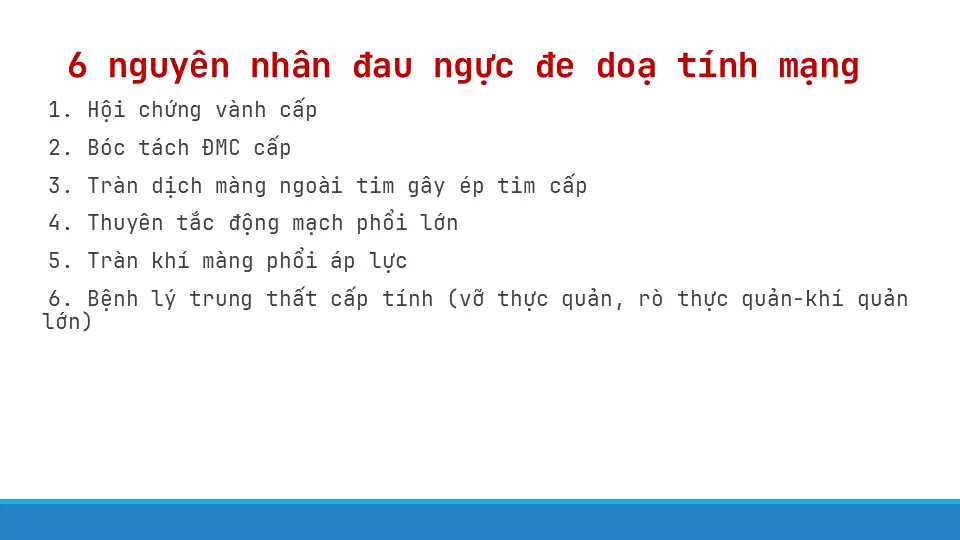 6 nguyên nhân đau ngực đe doạ tính mạng
1. Hội chứng vành cấp
2. Bóc tách ĐMC cấp
3. Tràn dịch màng ngoài tim gây ép tim cấp
4. Thuyên tắc động mạch phổi lớn
5. Tràn khí màng phổi áp lực
6. Bệnh lý trung thất cấp tính (vỡ thực quản, rò thực quản-khí quản
lớn)